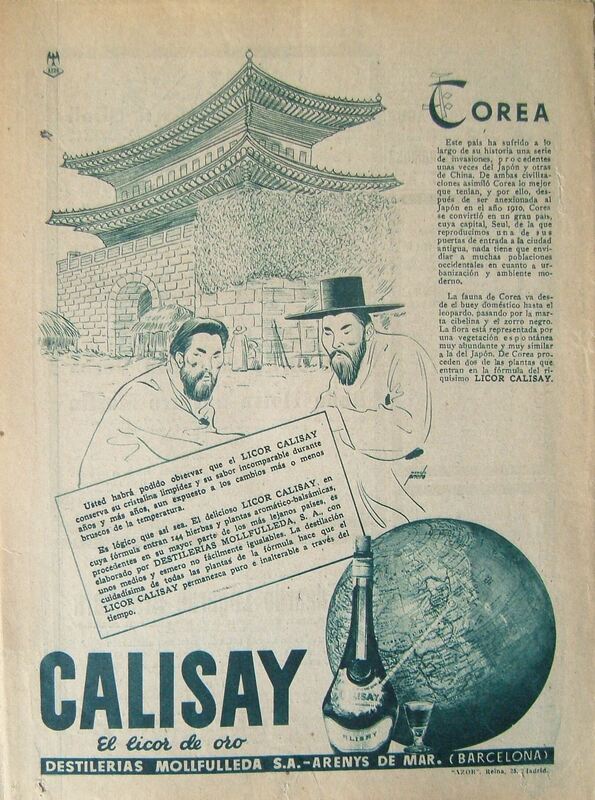 AZOR
COREA
Este país ha sufrido a lo
largo de su historia una serie
de invasiones, procedentes
unas veces del Japón y otras
de China. De ambas civiliza-
ciones asimiló Corea lo mejor
que tenían, y por ello, des-
pués de ser anexionada al
Japón en el año 1910, Corea
se convirtió en un gran país,
cuya capital, Seul, de la que
reproducimos una de sus
puertas de entrada a la ciudad
antigua, nada tiene que envi-
diar a muchas poblaciones
occidentales en cuanto a ur-
banización y ambiente mo-
derno.
La fauna de Corea va des-
de el buey doméstico hasta el
leopardo, pasando por la mar-
ta cibelina y el zorro negro.
La flora está representada por
una vegetación espontánea
muy abundante y muy similar
a la del Japón. De Corea pro-
ceden dos de las plantas que
entran en la fórmula del ri-
quísimo LICOR CALISAY.
Usted habrá podido observar que el LICOR CALISAY
conserva su cristalina limpidez y su sabor incomparable durante
años y más años, aun expuesto a los cambios más o menos
bruscos de la temperatura.
Es lógico que así sea. El delicioso LICOR CALISAY, en
cuya fórmula entran 144 hierbas y plantas aromático-balsámicas,
procedentes en su mayor parte de los más lejanos países, es
elaborado por DESTILERIAS MOLLFULLEDA, S. A., con
unos medios y esmero no fácilmente igualables. La destilación
cuidadísima de todas las plantas de la fórmula hace que el
LICOR CALISAY permanezca puro e inalterable a través del
tiempo.
CALISAY
CALISAY
CALISAY
El licor de oro
DESTILERIAS MOLLFULLEDA S.A.-ARENYS DE MAR. (BARCELONA)
"AZOR". Reina, 25. Madrid.